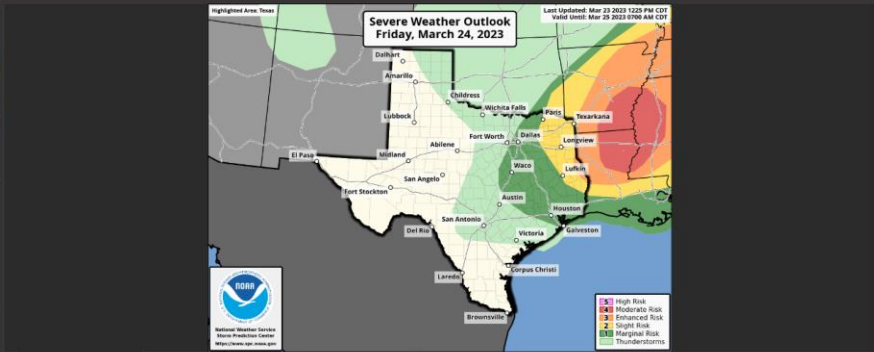 Highlighted Area: Texas
Severe Weather Outlook
Friday, March 24, 2023
Last Updated: Mar 23 2023 1225 PM CDT
Valid Until: Mar 25 2023 0700 AM CDT
Dalhart
Amarillo
Childress
Wichita Falls
Paris
Texarkana
Lubbock
Fort Worth
Dallas
Abilene
Longview
El Paso
Midland
Waco
Lufkin
San Angelo
Fort Stockton
Austin
Houston
San Antonio
Del Rio
Victoria
Galveston
Laredo
Corpus Christi
Brownsville
NOAA
National Weather Service
Storm Prediction Center
https://www.spc.noaa.gov
5 High Risk
4 Moderate Risk
3 Enhanced Risk
2 Slight Risk
1 Marginal Risk
Thunderstorms